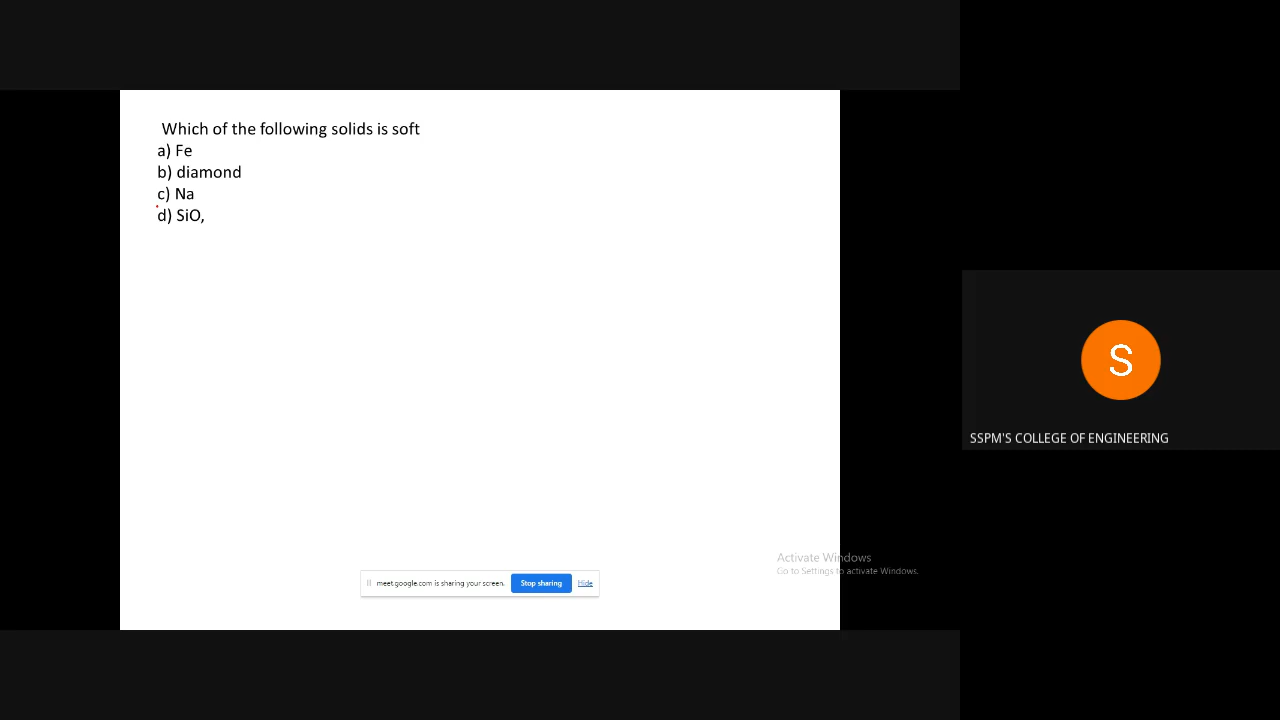 Which of the following solids is soft
a) Fe
b) diamond
c) Na
d) SiO,
S
SSPM'S COLLEGE OF ENGINEERING
Activate Windows
Go to Settings to activate Windows.
meet.google.com is sharing your screen.
Stop sharing
Hide